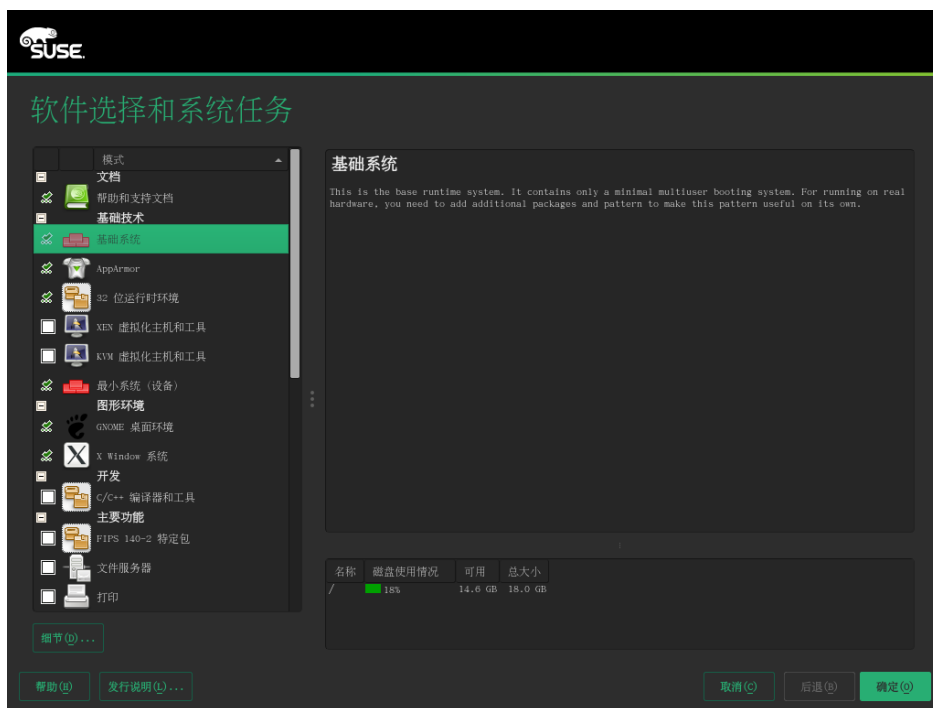 SUSE.
软件选择和系统任务
模式
文档
帮助和支持文档
基础技术
基础系统
AppArmor
32 位运行时环境
XEN 虚拟化主机和工具
KVM 虚拟化主机和工具
最小系统（设备）
图形环境
GNOME 桌面环境
X Window 系统
开发
C/C++ 编译器和工具
主要功能
FIPS 140-2 特定包
文件服务器
打印
细节(D)...
基础系统
This is the base runtime system. It contains only a minimal multiuser booting system. For running on real
hardware, you need to add additional packages and pattern to make this pattern useful on its own.
名称 磁盘使用情况 可用 总大小
/ 18% 14.6 GB 18.0 GB
帮助(H) 发行说明(L)... 取消(C) 后退(B) 确定(O)